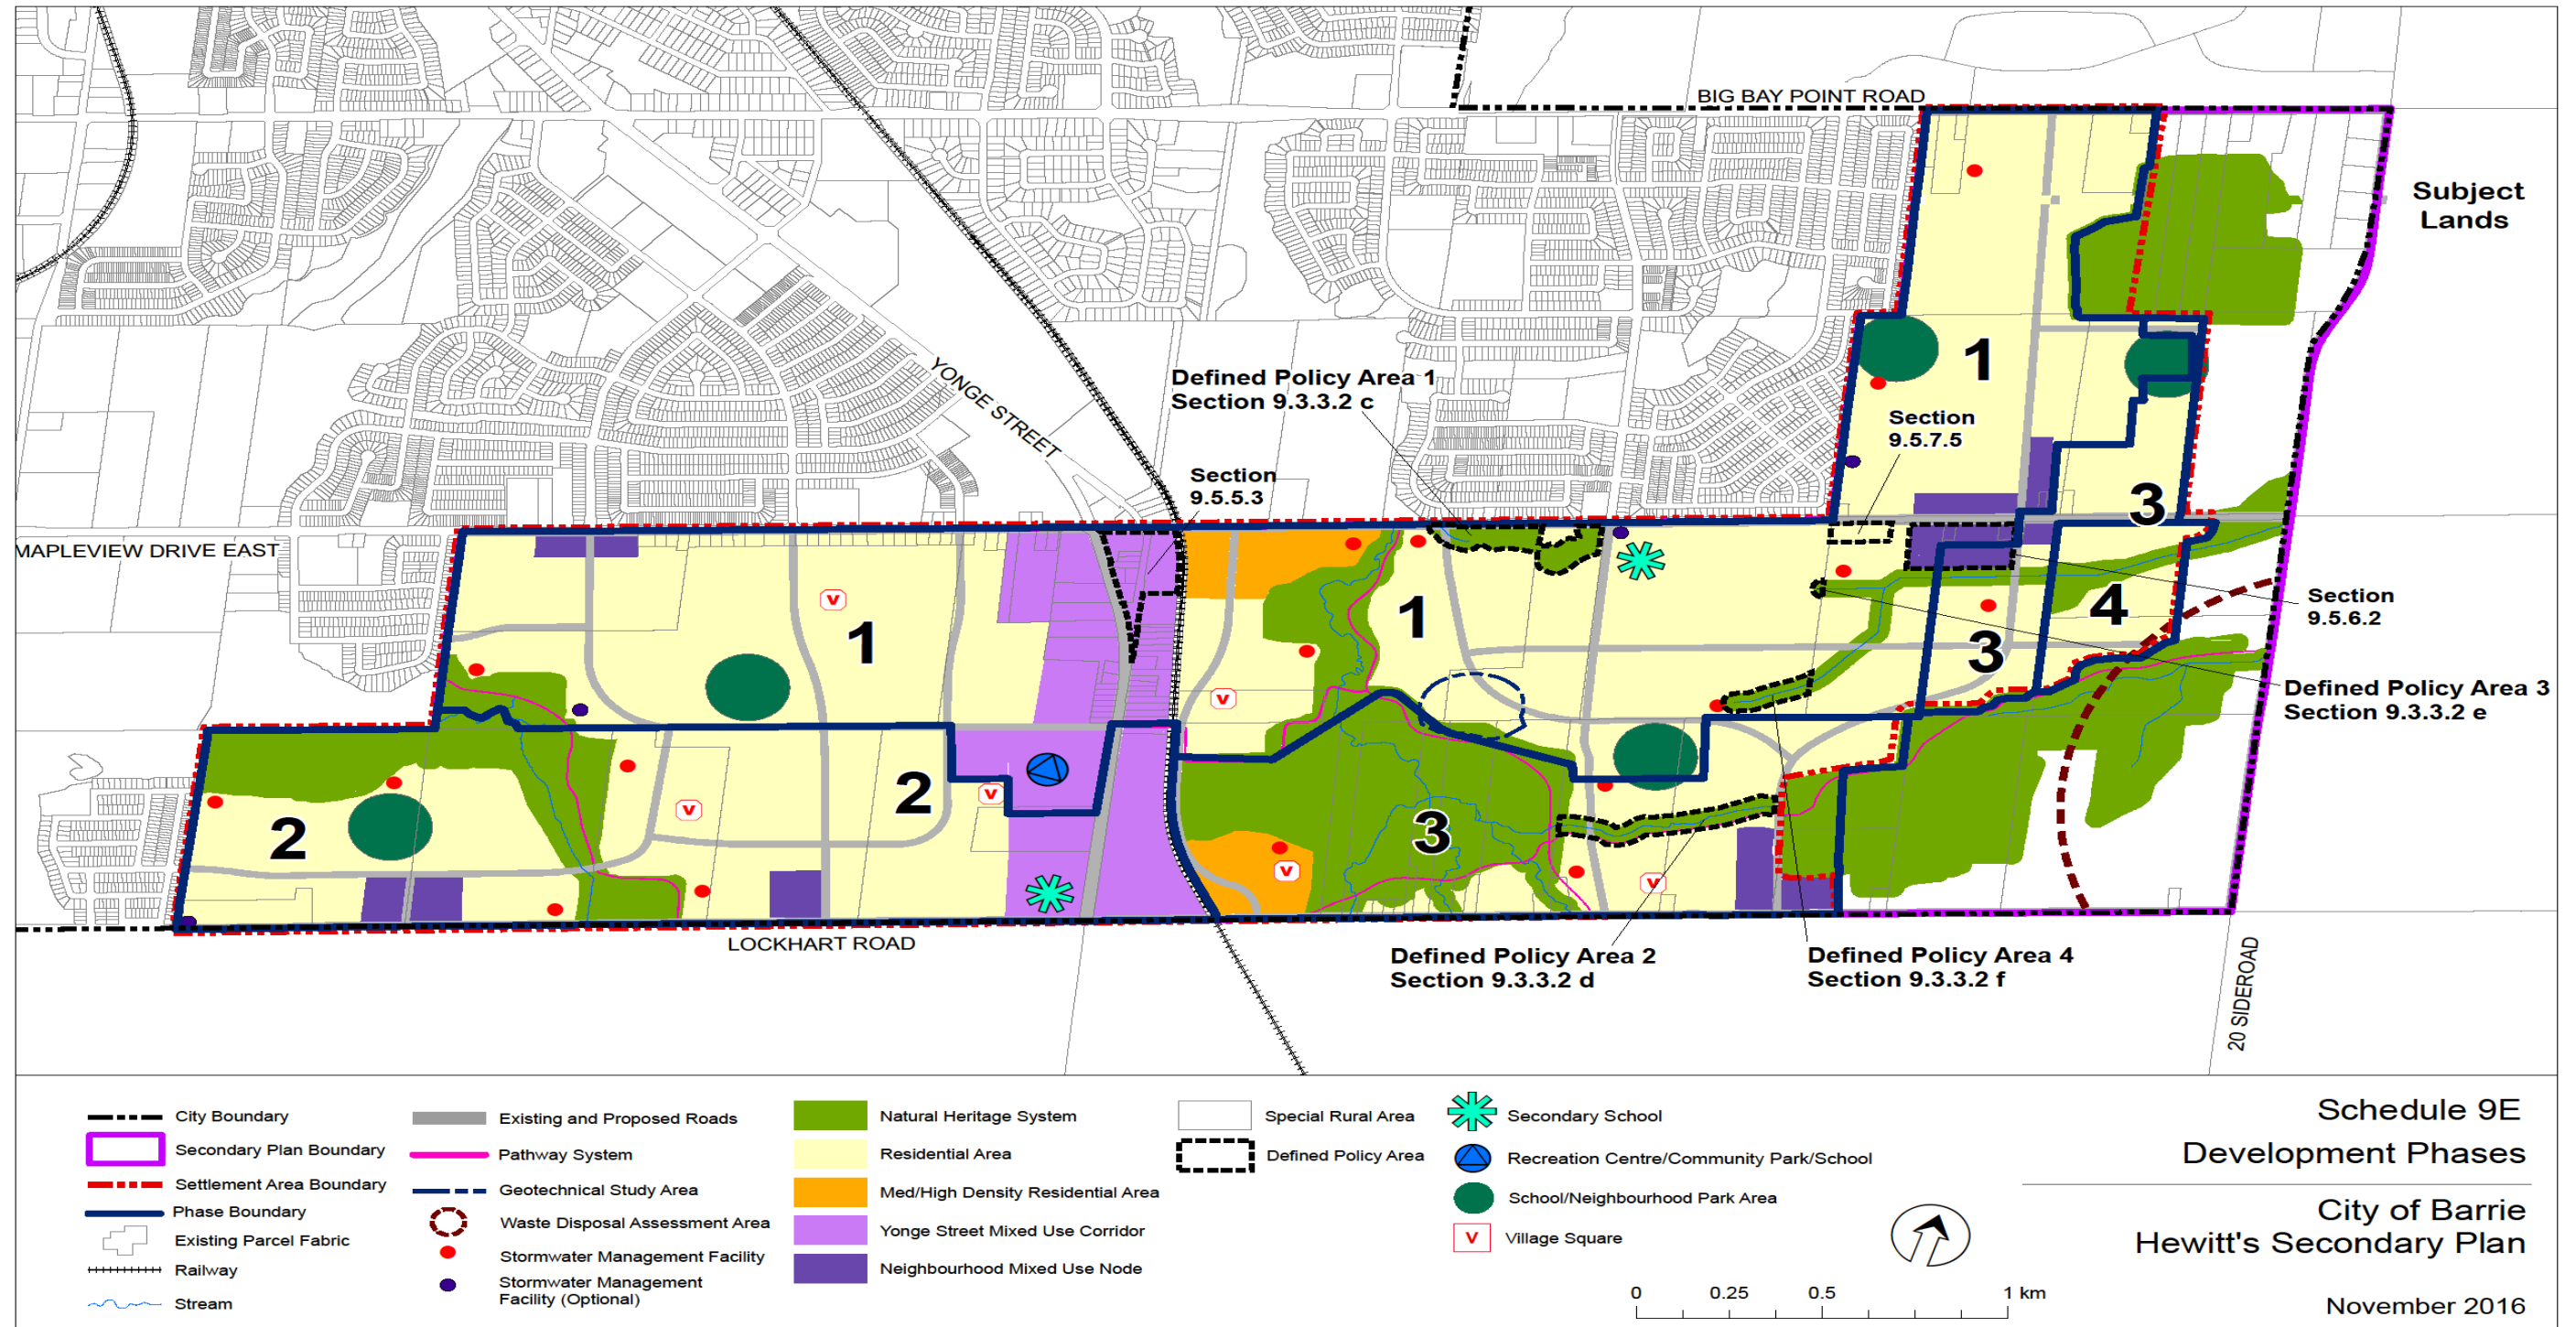 BIG BAY POINT ROAD
Subject
Lands
YONGE STREET
Defined Policy Area 1
Section 9.3.3.2 c
1
Section
9.5.7.5
Section
9.5.5.3
3
MAPLEVIEW DRIVE EAST
V
1
1
4
Section
9.5.6.2
3
V
Defined Policy Area 3
Section 9.3.3.2 e
2
V
V
2
3
V
V
LOCKHART ROAD
Defined Policy Area 2
Section 9.3.3.2 d
Defined Policy Area 4
Section 9.3.3.2 f
20 SIDEROAD
City Boundary
Secondary Plan Boundary
Settlement Area Boundary
Phase Boundary
Existing Parcel Fabric
Railway
Stream
Existing and Proposed Roads
Pathway System
Geotechnical Study Area
Waste Disposal Assessment Area
Stormwater Management Facility
Stormwater Management
Facility (Optional)
Natural Heritage System
Residential Area
Med/High Density Residential Area
Yonge Street Mixed Use Corridor
Neighbourhood Mixed Use Node
Special Rural Area
Defined Policy Area
Secondary School
Recreation Centre/Community Park/School
School/Neighbourhood Park Area
V Village Square
0 0.25 0.5 1 km
Schedule 9E
Development Phases
City of Barrie
Hewitt's Secondary Plan
November 2016